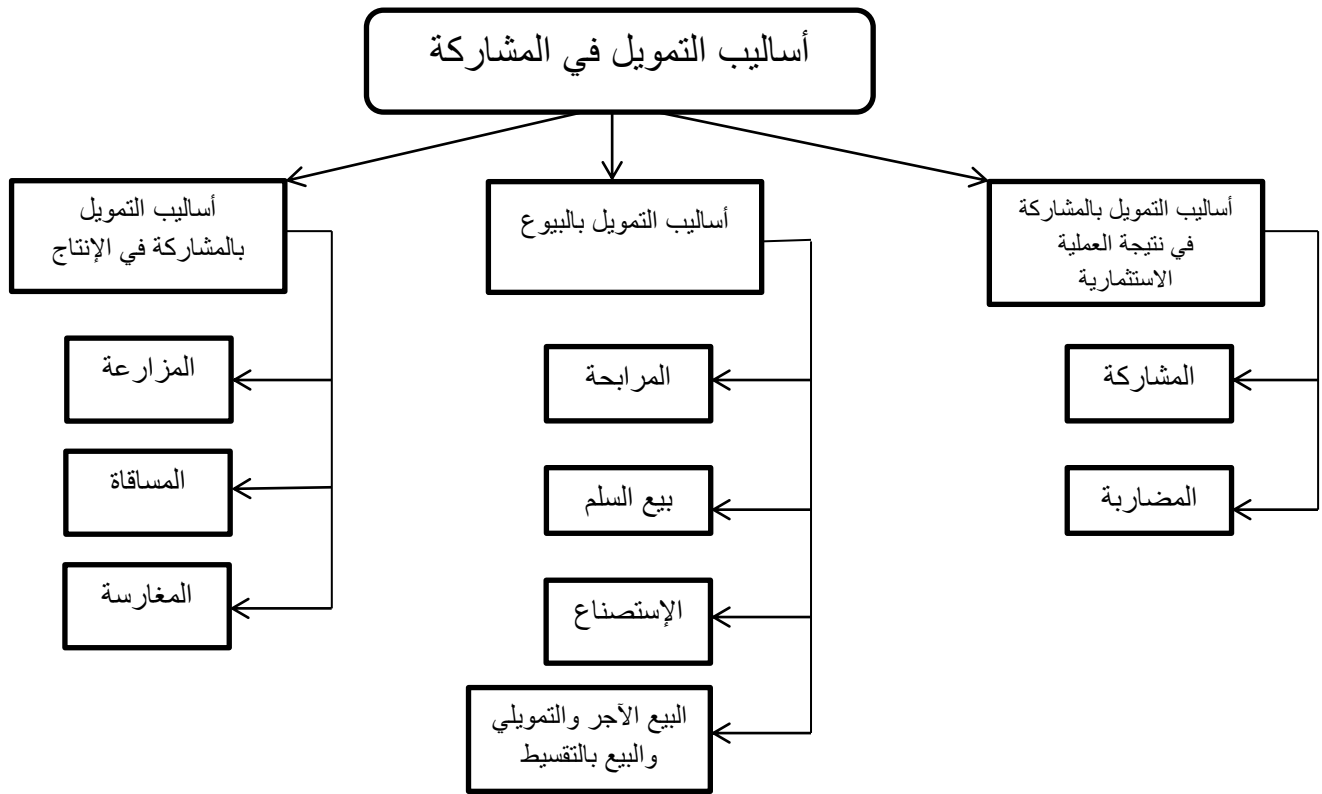 أساليب التمويل في المشاركة
أساليب التمويل بالمشاركة
في نتيجة العملية
الاستثمارية
المشاركة
المضاربة
أساليب التمويل بالبيوع
المرابحة
بيع السلم
الإستصناع
البيع الآجر والتمويلي
والبيع بالتقسيط
أساليب التمويل
بالمشاركة في الإنتاج
المزارعة
المساقاة
المغارسة